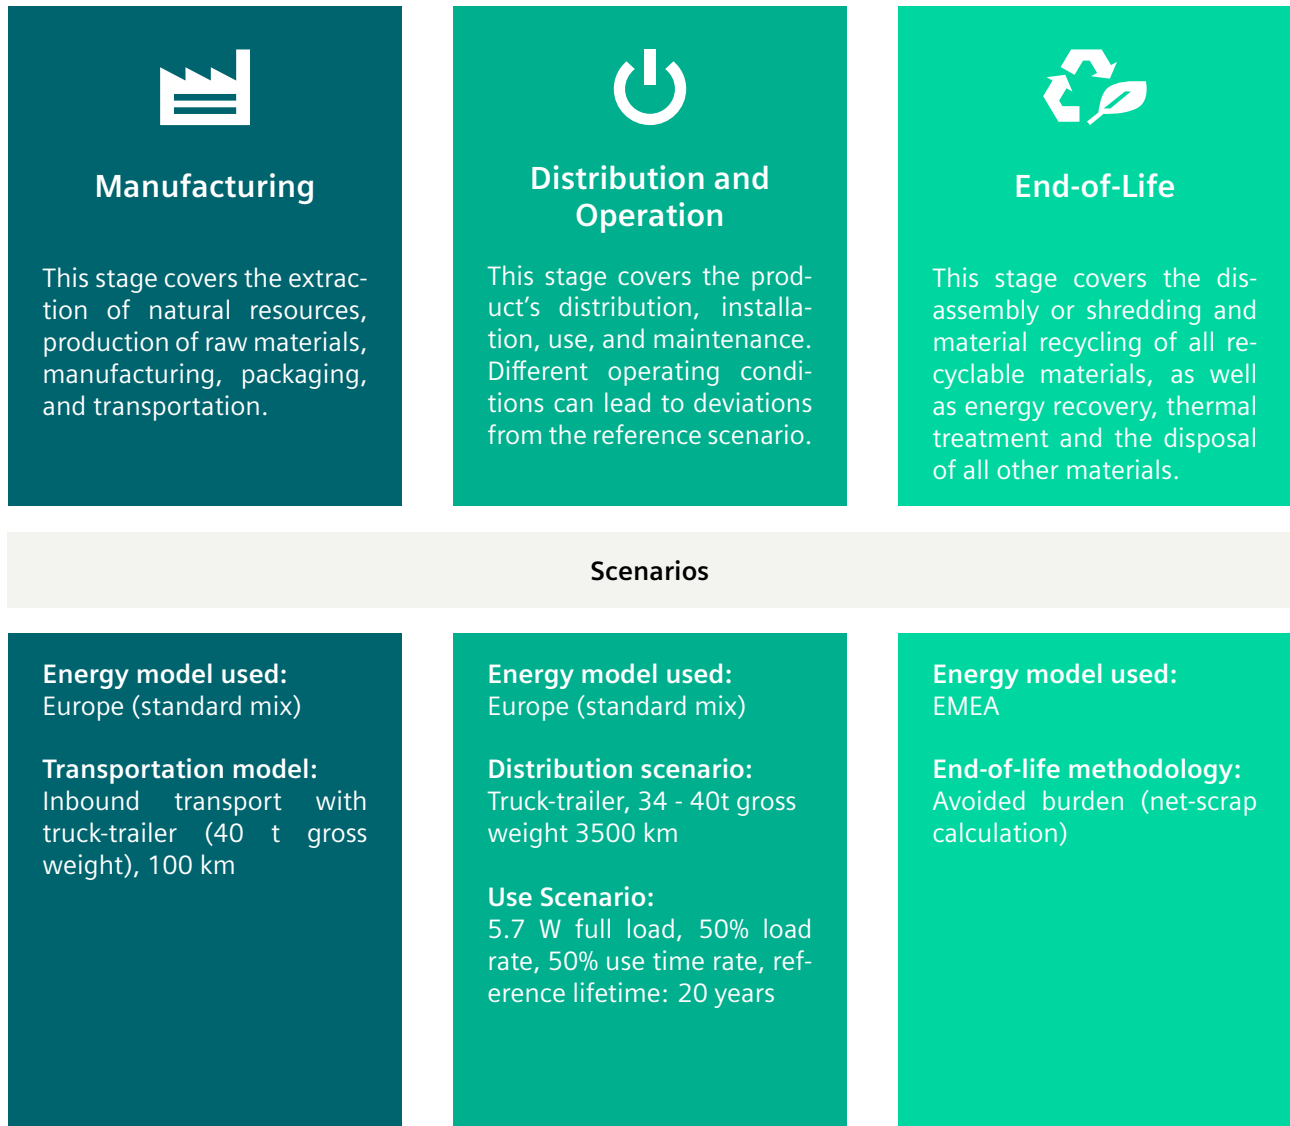 Manufacturing
This stage covers the extrac-
tion of natural resources,
production of raw materials,
manufacturing, packaging,
and transportation.
Distribution and
Operation
This stage covers the prod-
uct’s distribution, installa-
tion, use, and maintenance.
Different operating condi-
tions can lead to deviations
from the reference scenario.
End-of-Life
This stage covers the dis-
assembly or shredding and
material recycling of all re-
cyclable materials, as well
as energy recovery, thermal
treatment and the disposal
of all other materials.
Scenarios
Energy model used:
Europe (standard mix)
Transportation model:
Inbound transport with
truck-trailer (40 t gross
weight), 100 km
Energy model used:
Europe (standard mix)
Distribution scenario:
Truck-trailer, 34 - 40t gross
weight 3500 km
Use Scenario:
5.7 W full load, 50% load
rate, 50% use time rate, ref-
erence lifetime: 20 years
Energy model used:
EMEA
End-of-life methodology:
Avoided burden (net-scrap
calculation)